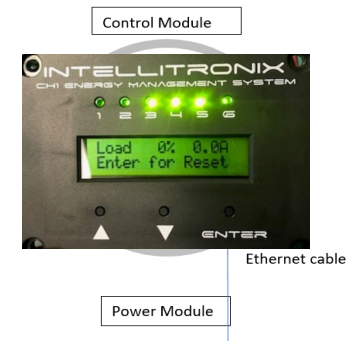 Control Module
INTELLITRONIX
CH1 ENERGY MANAGEMENT SYSTEM
1 2 3 4 5 6
Load 0% 0.0A
Enter for Reset
ENTER
Ethernet cable
Power Module